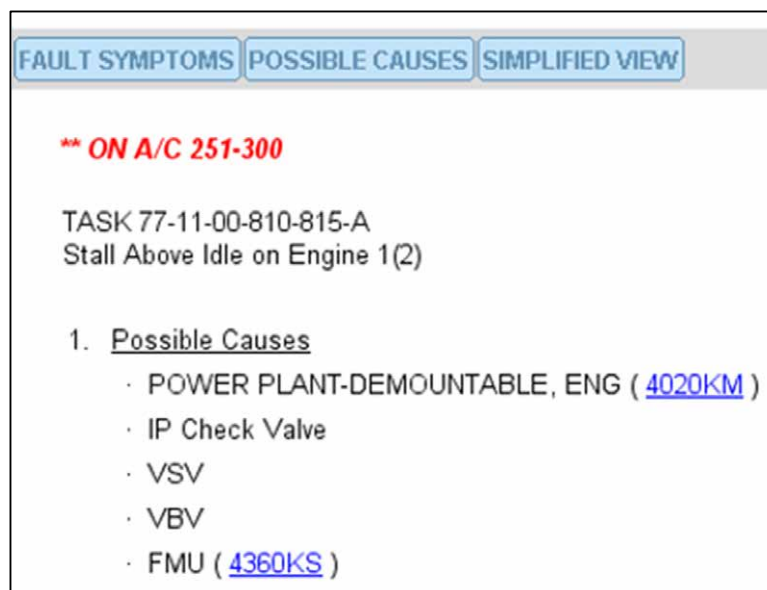 FAULT SYMPTOMS POSSIBLE CAUSES SIMPLIFIED VIEW
** ON A/C 251-300
TASK 77-11-00-810-815-A
Stall Above Idle on Engine 1(2)
1. Possible Causes
· POWER PLANT-DEMOUNTABLE, ENG ( 4020KM )
· IP Check Valve
· VSV
· VBV
· FMU ( 4360KS )